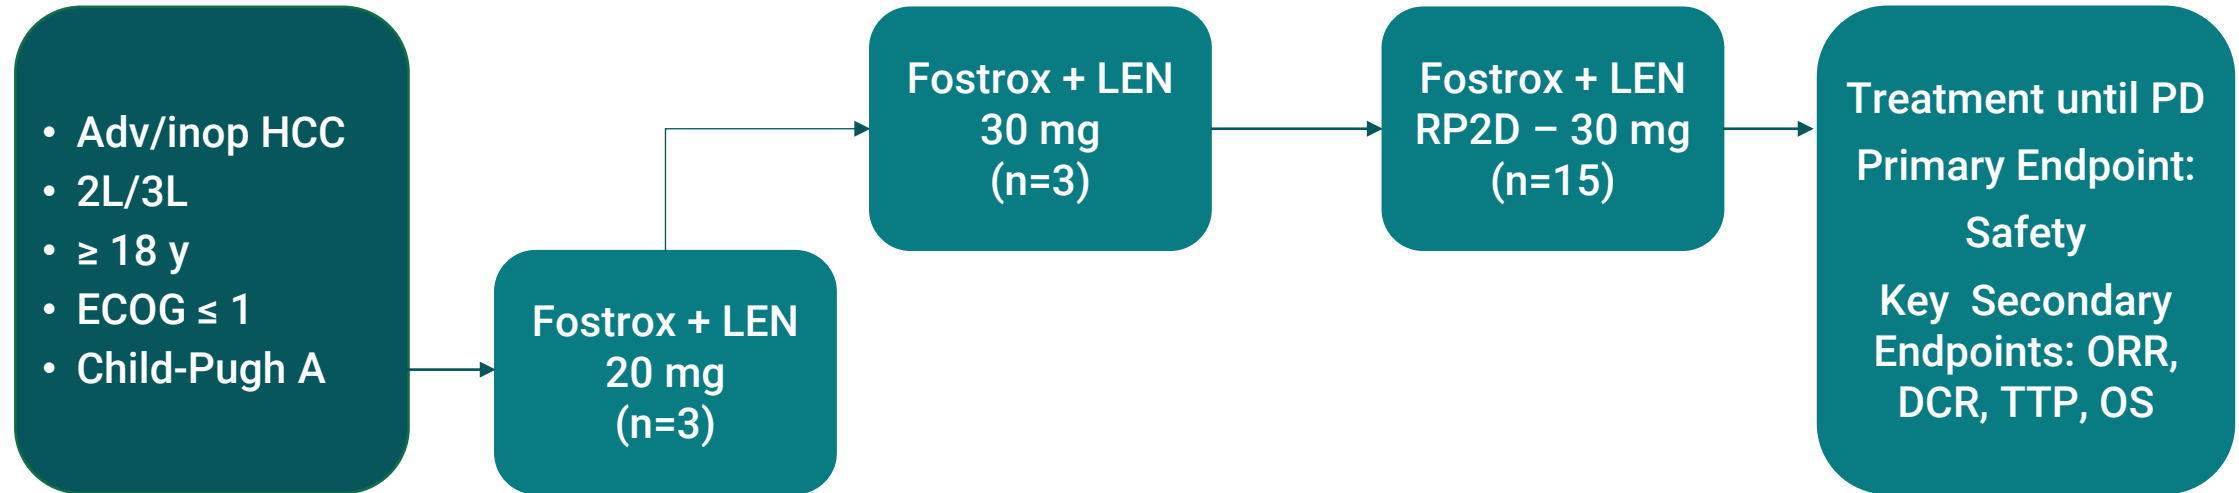 • Adv/inop HCC
• 2L/3L
• ≥ 18 y
• ECOG ≤ 1
• Child-Pugh A
Fostrox + LEN
20 mg
(n=3)
Fostrox + LEN
30 mg
(n=3)
Fostrox + LEN
RP2D – 30 mg
(n=15)
Treatment until PD
Primary Endpoint:
Safety
Key Secondary
Endpoints: ORR,
DCR, TTP, OS